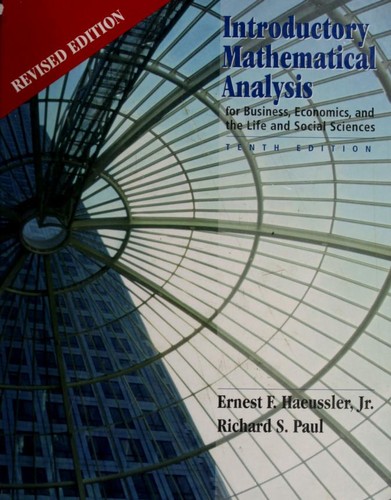 REVISED EDITION
Introductory
Mathematical
Analysis
for Business, Economics, and
the Life and Social Sciences
TENTH EDITION
Ernest F. Haeussler, Jr.
Richard S. Paul